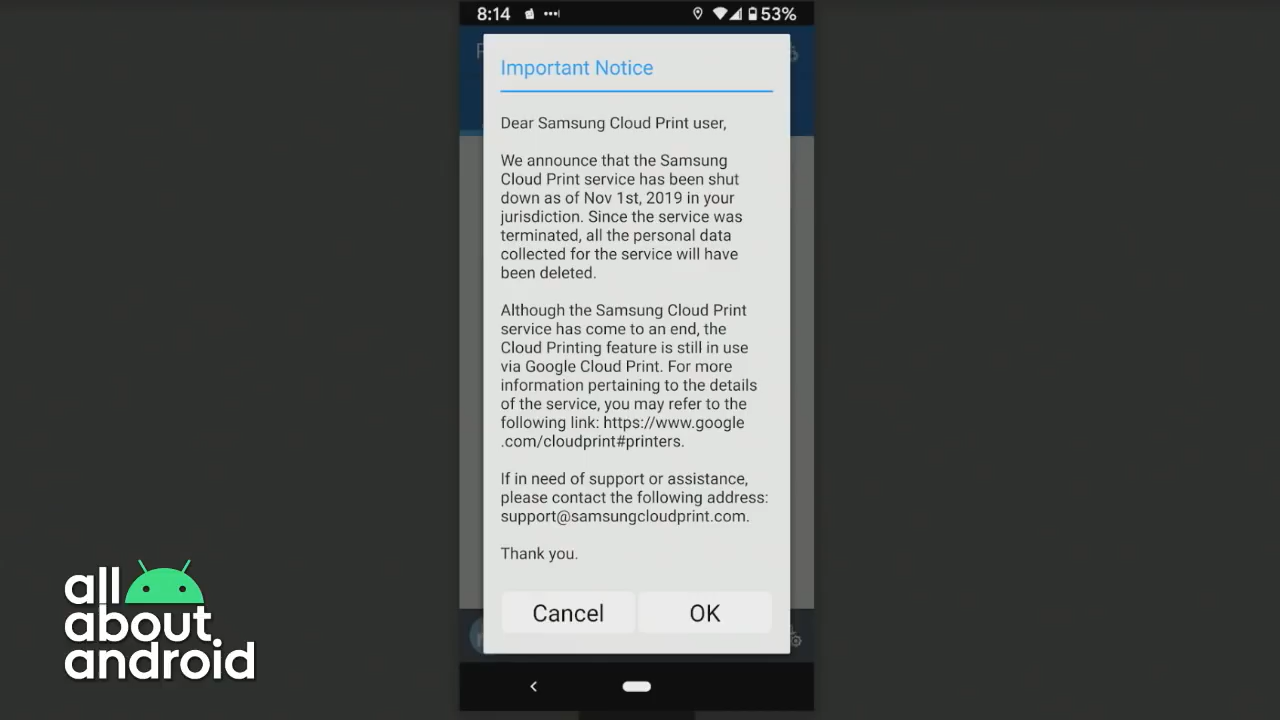 8:14
53%
Important Notice
Dear Samsung Cloud Print user,
We announce that the Samsung
Cloud Print service has been shut
down as of Nov 1st, 2019 in your
jurisdiction. Since the service was
terminated, all the personal data
collected for the service will have
been deleted.
Although the Samsung Cloud Print
service has come to an end, the
Cloud Printing feature is still in use
via Google Cloud Print. For more
information pertaining to the details
of the service, you may refer to the
following link: https://www.google
.com/cloudprint#printers.
If in need of support or assistance,
please contact the following address:
support@samsungcloudprint.com.
Thank you.
Cancel
OK
all
about
android